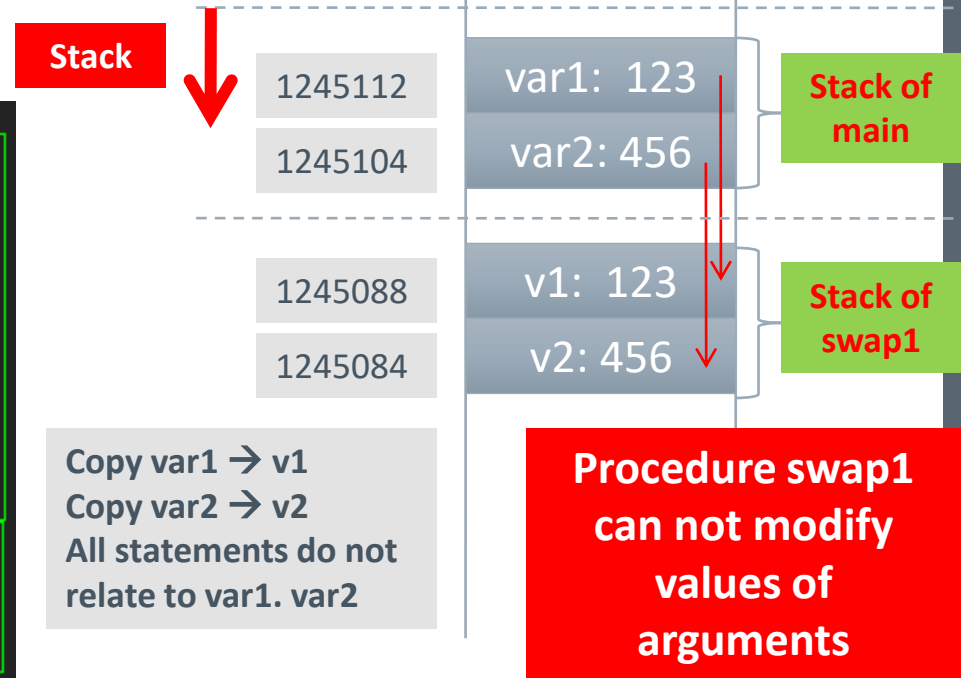 Stack
1245112
var1: 123
Stack of
main
1245104
var2: 456
1245088
v1: 123
Stack of
swap1
1245084
v2: 456
Copy var1 → v1
Copy var2 → v2
All statements do not
relate to var1. var2
Procedure swap1
can not modify
values of
arguments